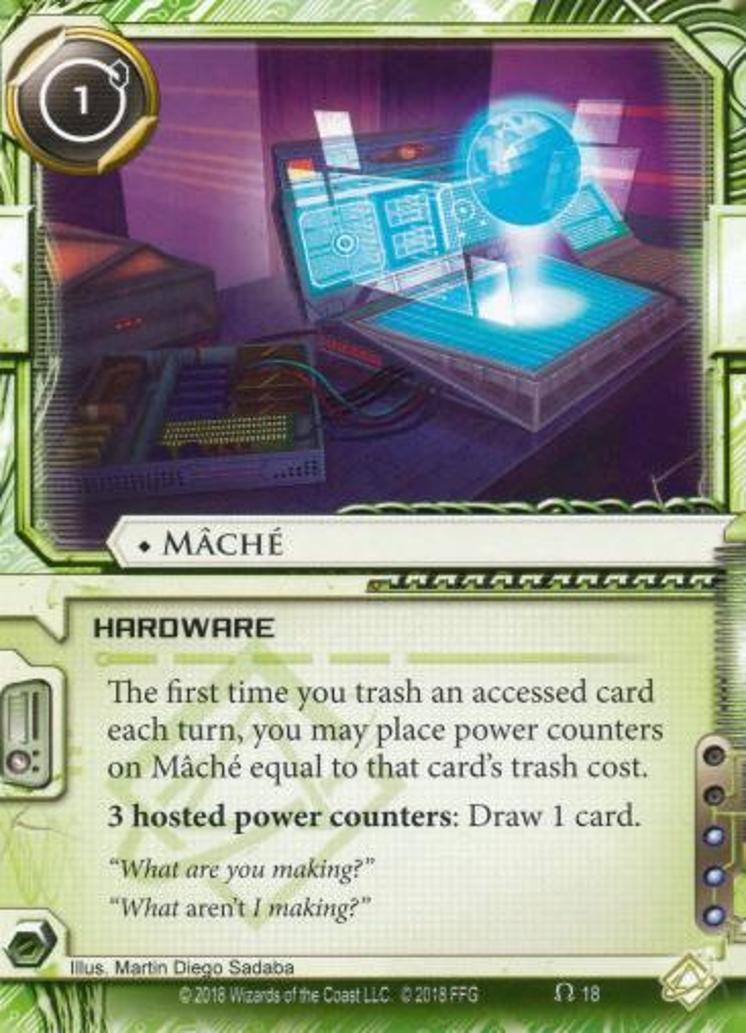 1
◆ MÂCHÉ
HARDWARE
The first time you trash an accessed card
each turn, you may place power counters
on Mâché equal to that card's trash cost.
3 hosted power counters: Draw 1 card.
“What are you making?”
“What aren't I making?”
Illus. Martin Diego Sadaba
© 2018 Wizards of the Coast LLC. © 2018 FFG Ω 18